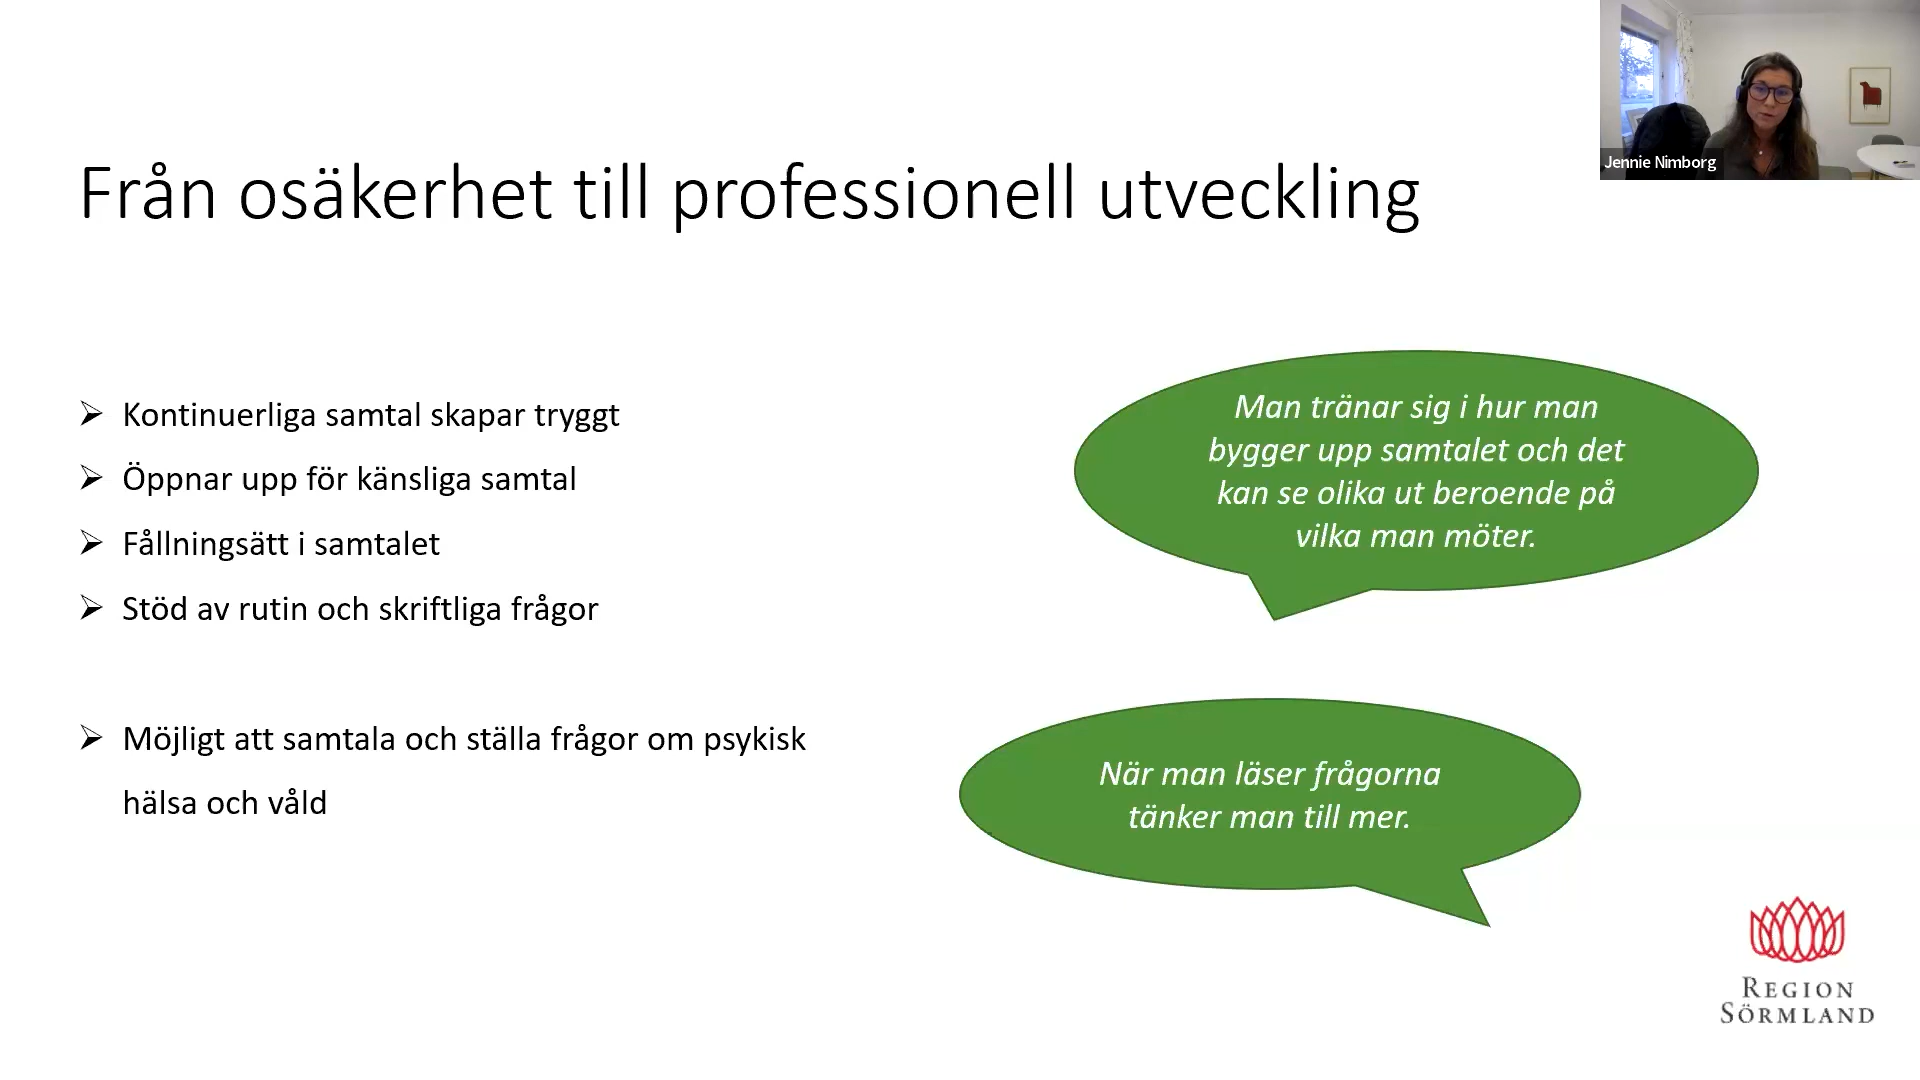 Jennie Nimborg
Från osäkerhet till professionell utveckling
Kontinuerliga samtal skapar tryggt
Öppnar upp för känsliga samtal
Fållningsätt i samtalet
Stöd av rutin och skriftliga frågor
Möjligt att samtala och ställa frågor om psykisk
hälsa och våld
Man tränar sig i hur man
bygger upp samtalet och det
kan se olika ut beroende på
vilka man möter.
När man läser frågorna
tänker man till mer.
REGION
SÖRMLAND